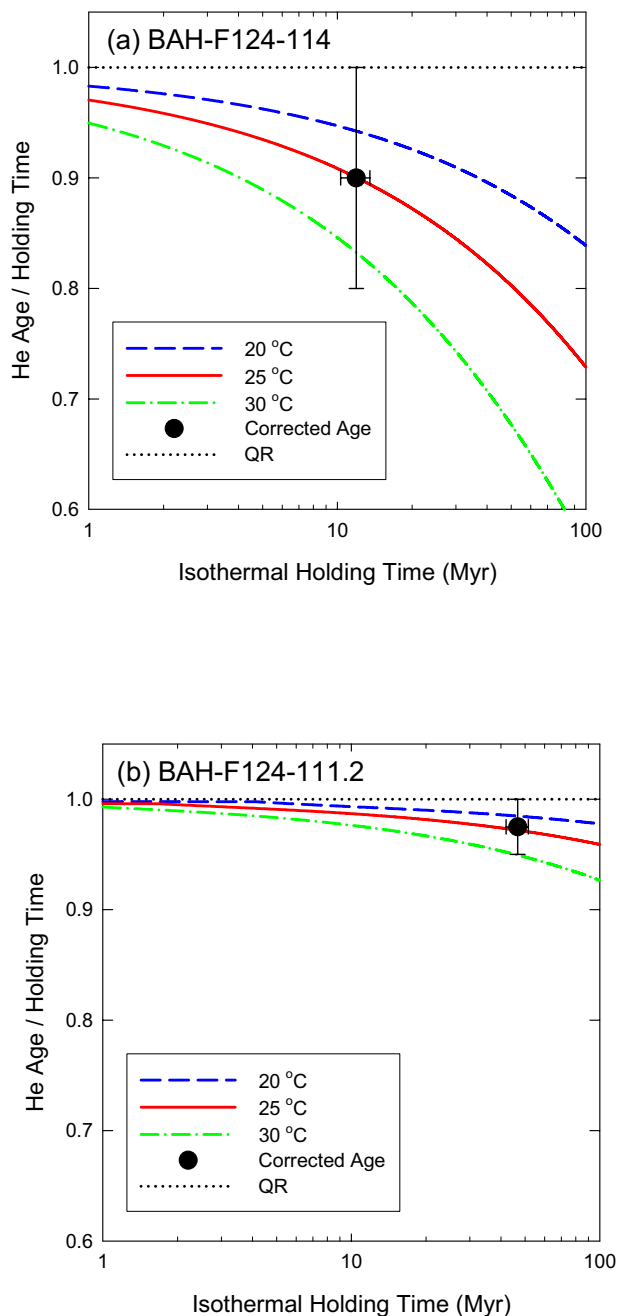 (a) BAH-F124-114
1.0
0.9
0.8
0.7
0.6
He Age / Holding Time
20 °C
25 °C
30 °C
Corrected Age
QR
1 10 100
Isothermal Holding Time (Myr)
(b) BAH-F124-111.2
1.0
0.9
0.8
0.7
0.6
He Age / Holding Time
20 °C
25 °C
30 °C
Corrected Age
QR
1 10 100
Isothermal Holding Time (Myr)